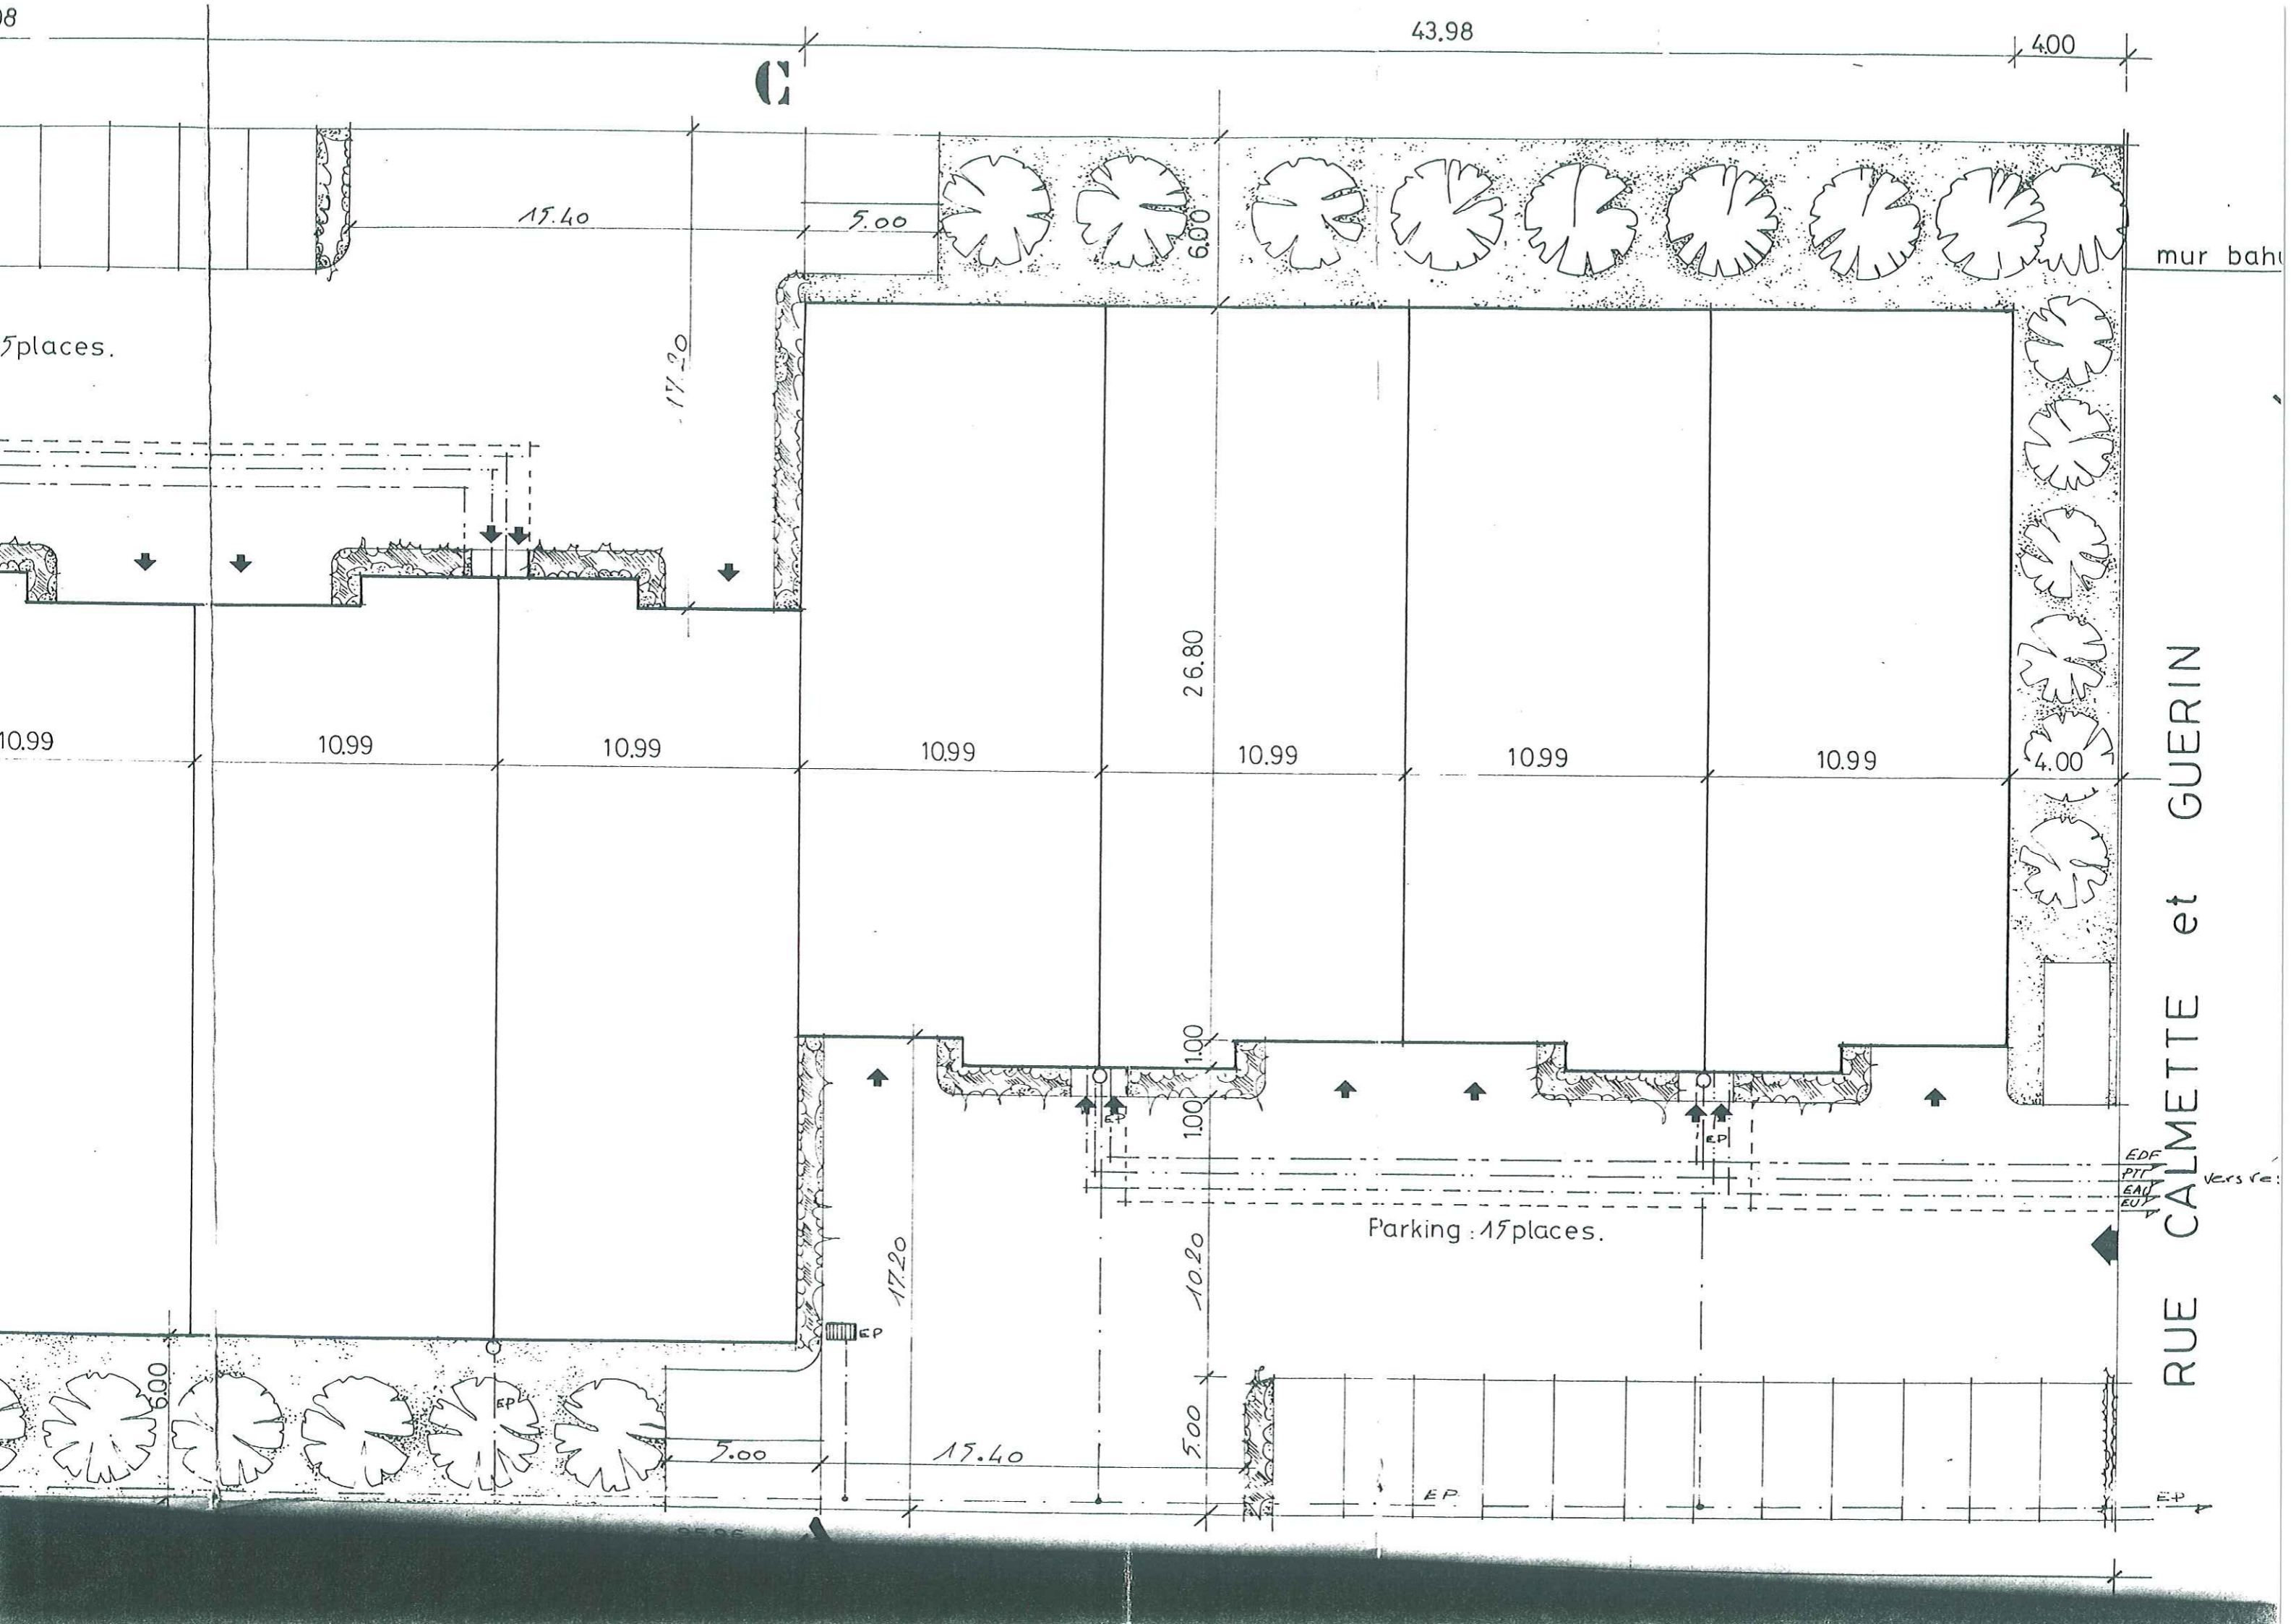 98
43.98
4.00
C
15.40
5.00
6.00
mur bahu
5places.
17.20
26.80
10.99
10.99
10.99
10.99
10.99
10.99
10.99
4.00
RUE CALMETTE et GUERIN
1.00
1.00
EP
EP
EDF
PTT
EAU
EU
vers ré
Parking : 15places.
17.20
10.20
EP
6.00
EP
5.00
15.40
5.00
EP
EP